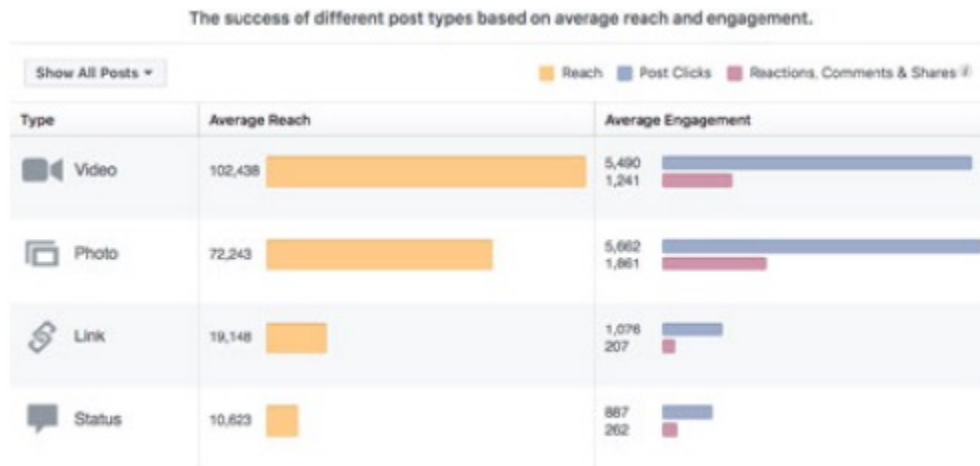 The success of different post types based on average reach and engagement.
Show All Posts
Reach Post Clicks Reactions, Comments & Shares i
Type Average Reach Average Engagement
Video 102,438 5,490
1,241
Photo 72,243 5,662
1,861
Link 19,148 1,076
207
Status 10,623 887
262